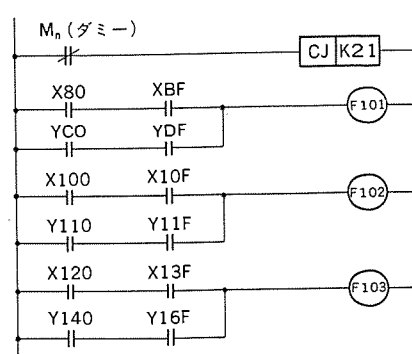 Mn(ダミー)
CJ K21
X80 XBF
F101
YC0 YDF
X100 X10F
F102
Y110 Y11F
X120 X13F
F103
Y140 Y16F